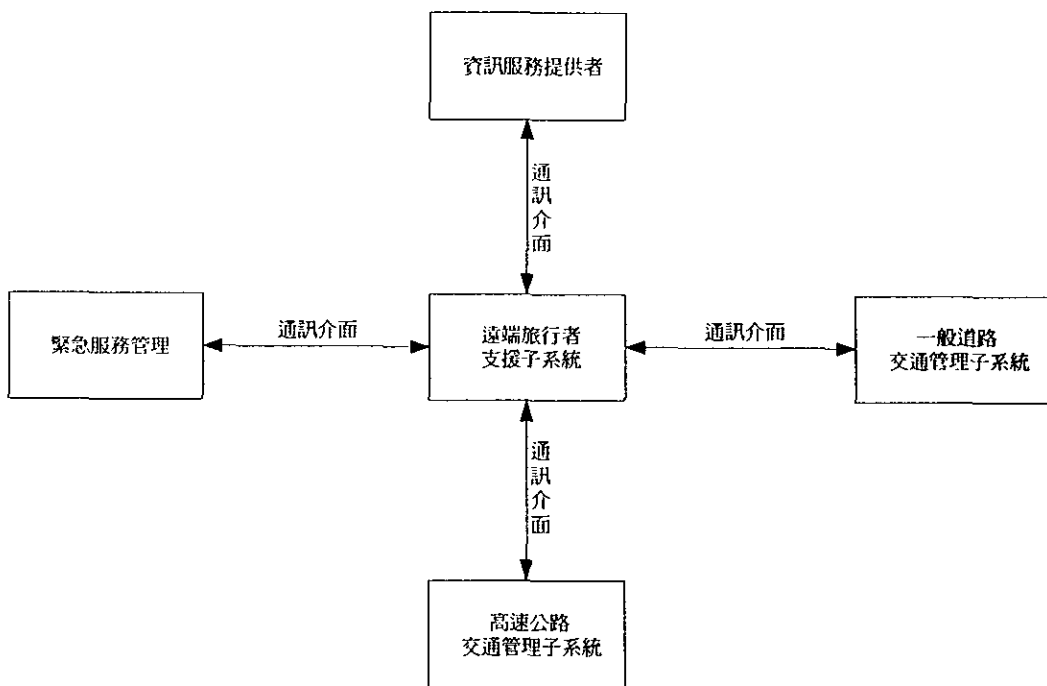 資訊服務提供者
通訊介面
緊急服務管理
通訊介面
遠端旅行者
支援子系統
通訊介面
一般道路
交通管理子系統
通訊介面
高速公路
交通管理子系統